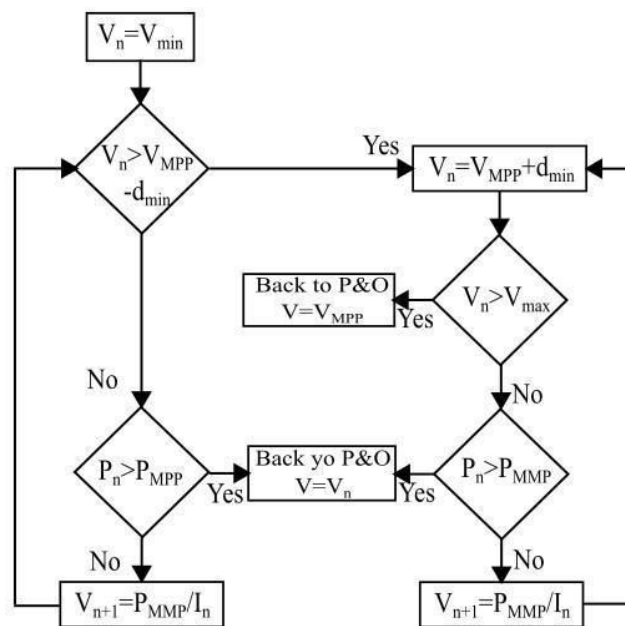 Vn=Vmin
Vn>VMPP
-dmin
Yes
Vn=VMPP+dmin
Back to P&O
V=VMPP
Yes
Vn>Vmax
No
No
Pn>PMPP
Yes
Back yo P&O
V=Vn
Yes
Pn>PMMP
No
No
Vn+1=PMMP/In
Vn+1=PMMP/In